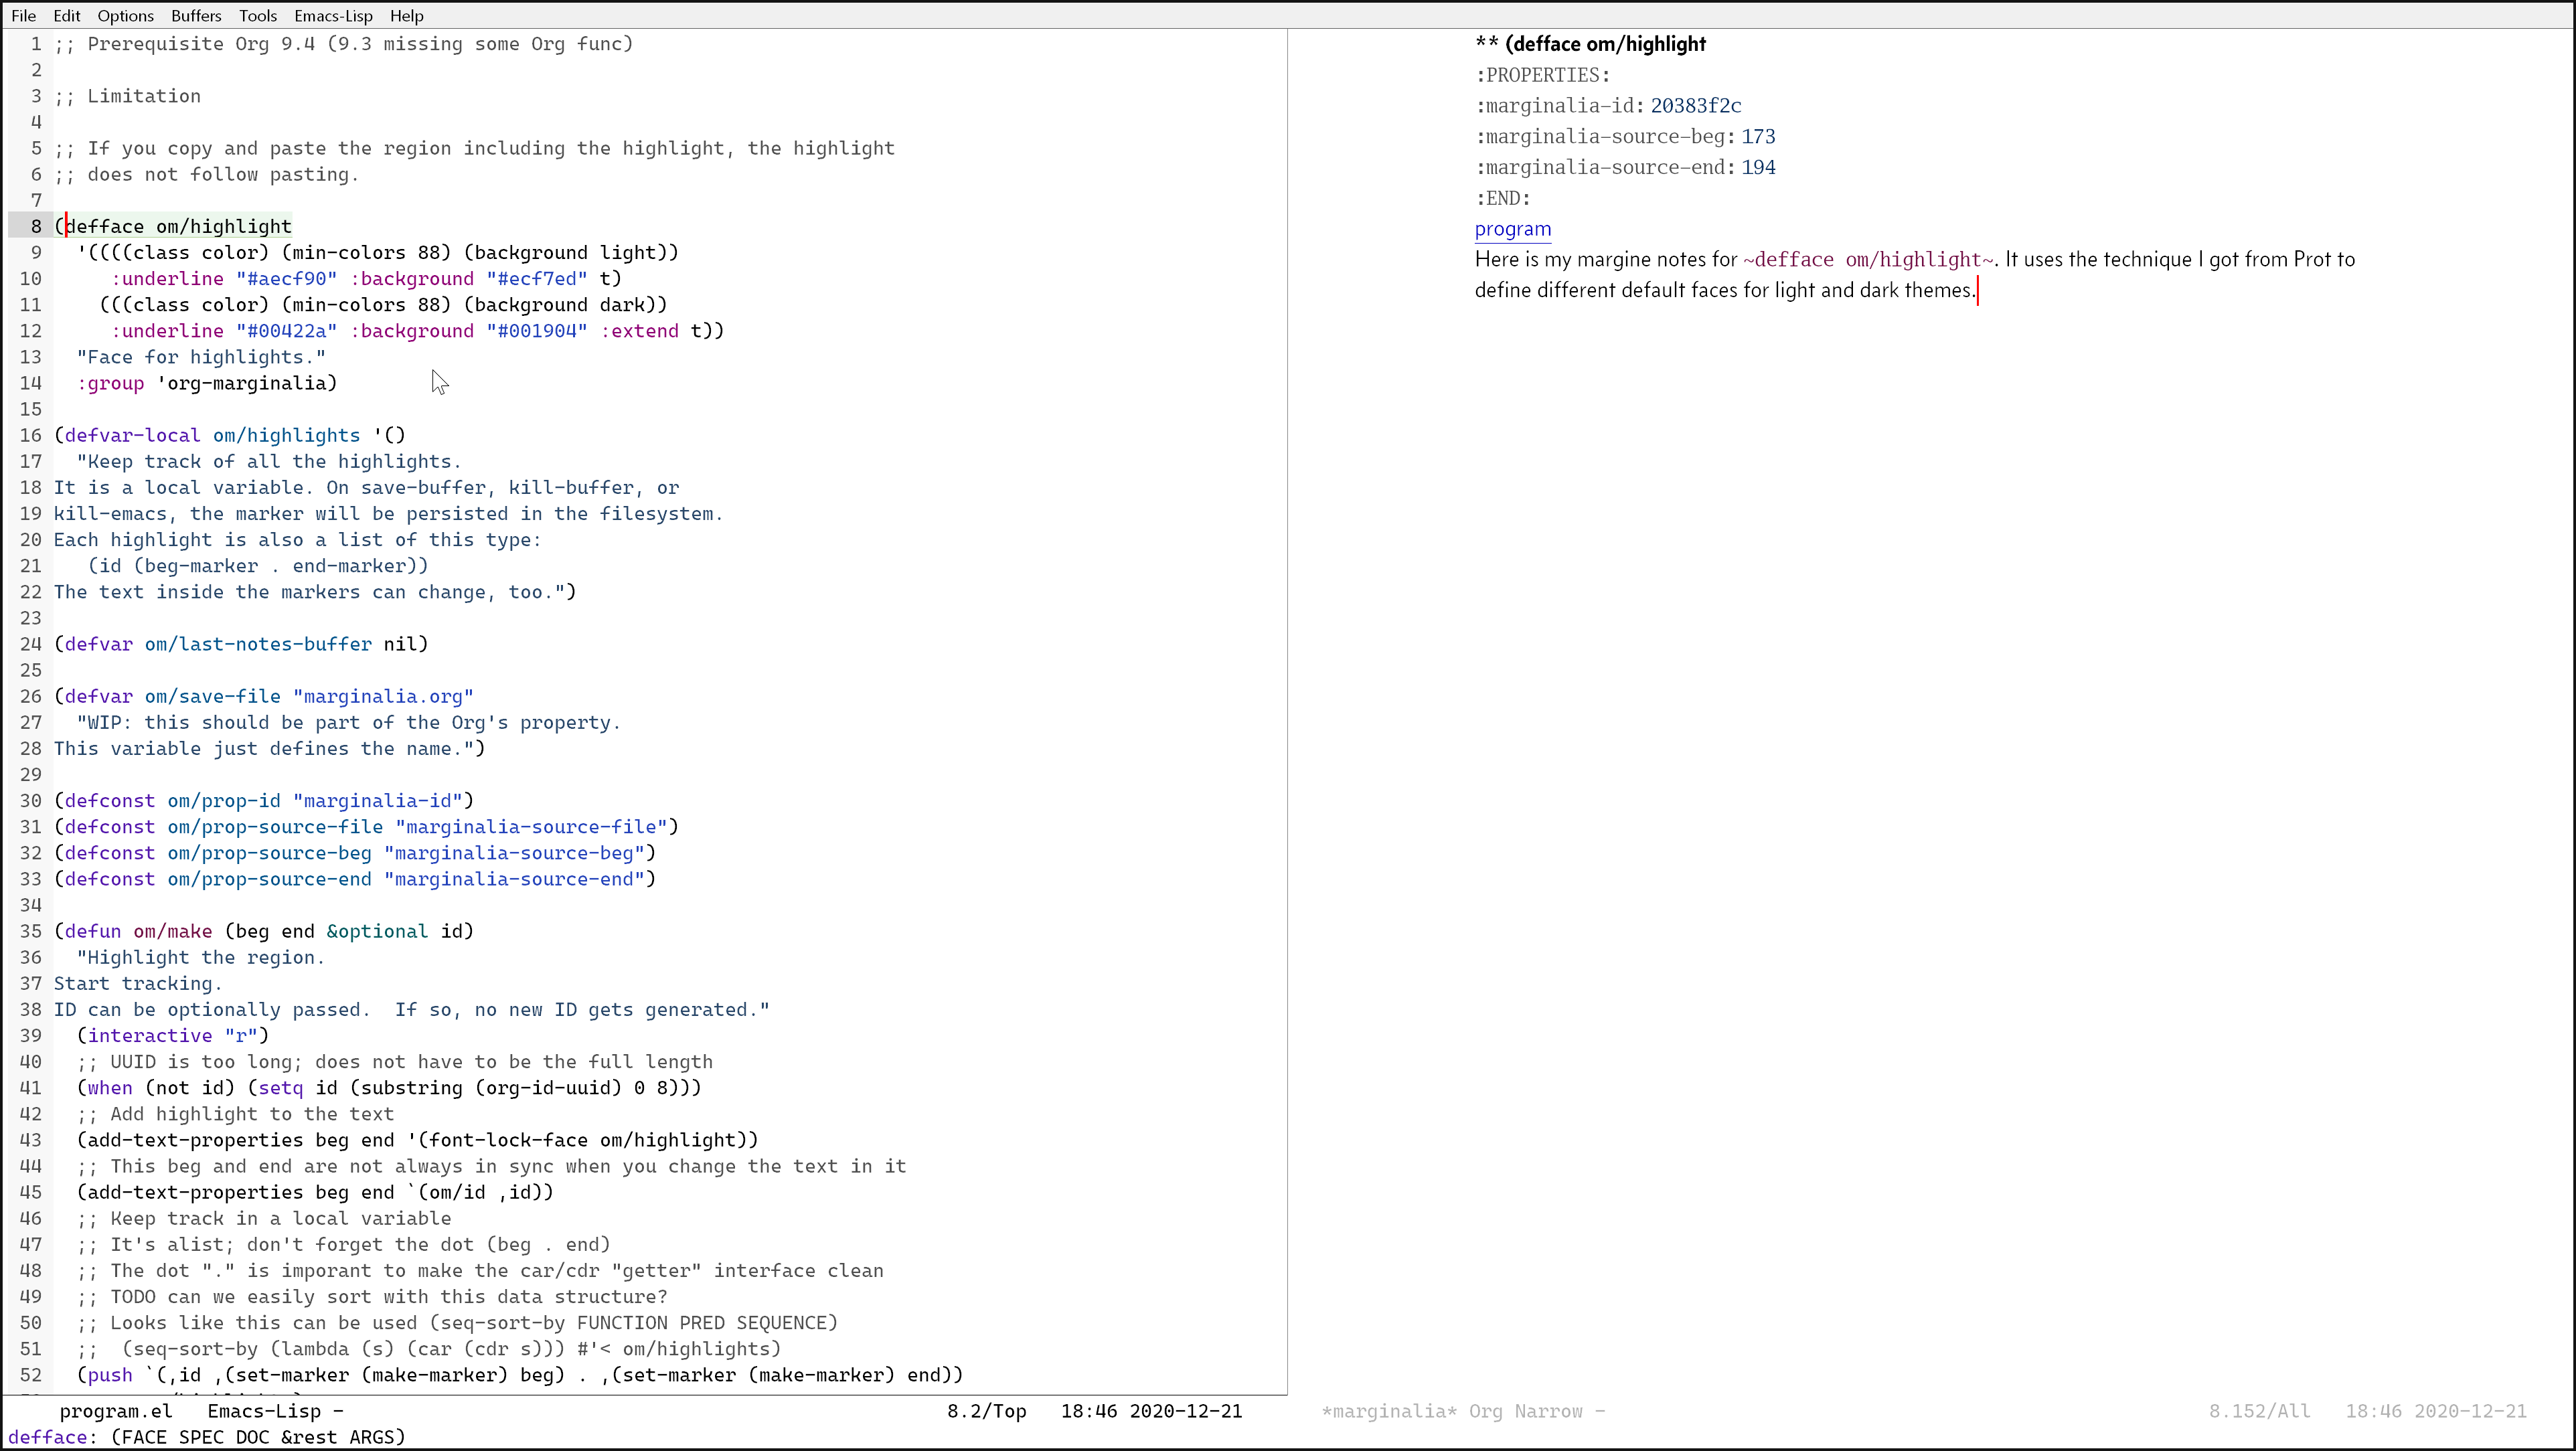 File Edit Options Buffers Tools Emacs-Lisp Help
1 ;; Prerequisite Org 9.4 (9.3 missing some Org func)
2
3 ;; Limitation
4
5 ;; If you copy and paste the region including the highlight, the highlight
6 ;; does not follow pasting.
7
8 (defface om/highlight
9   '((((class color) (min-colors 88) (background light))
10      :underline "#aecf90" :background "#ecf7ed" t)
11     (((class color) (min-colors 88) (background dark))
12      :underline "#00422a" :background "#001904" :extend t))
13   "Face for highlights."
14   :group 'org-marginalia)
15
16 (defvar-local om/highlights '()
17   "Keep track of all the highlights.
18 It is a local variable. On save-buffer, kill-buffer, or
19 kill-emacs, the marker will be persisted in the filesystem.
20 Each highlight is also a list of this type:
21    (id (beg-marker . end-marker))
22 The text inside the markers can change, too.")
23
24 (defvar om/last-notes-buffer nil)
25
26 (defvar om/save-file "marginalia.org"
27   "WIP: this should be part of the Org's property.
28 This variable just defines the name.")
29
30 (defconst om/prop-id "marginalia-id")
31 (defconst om/prop-source-file "marginalia-source-file")
32 (defconst om/prop-source-beg "marginalia-source-beg")
33 (defconst om/prop-source-end "marginalia-source-end")
34
35 (defun om/make (beg end &optional id)
36   "Highlight the region.
37 Start tracking.
38 ID can be optionally passed.  If so, no new ID gets generated."
39   (interactive "r")
40   ;; UUID is too long; does not have to be the full length
41   (when (not id) (setq id (substring (org-id-uuid) 0 8)))
42   ;; Add highlight to the text
43   (add-text-properties beg end '(font-lock-face om/highlight))
44   ;; This beg and end are not always in sync when you change the text in it
45   (add-text-properties beg end `(om/id ,id))
46   ;; Keep track in a local variable
47   ;; It's alist; don't forget the dot (beg . end)
48   ;; The dot "." is imporant to make the car/cdr "getter" interface clean
49   ;; TODO can we easily sort with this data structure?
50   ;; Looks like this can be used (seq-sort-by FUNCTION PRED SEQUENCE)
51   ;;  (seq-sort-by (lambda (s) (car (cdr s))) #'< om/highlights)
52   (push `(,id ,(set-marker (make-marker) beg) . ,(set-marker (make-marker) end))
program.el Emacs-Lisp - 8.2/Top 18:46 2020-12-21
defface: (FACE SPEC DOC &rest ARGS)
** (defface om/highlight
:PROPERTIES:
:marginalia-id: 20383f2c
:marginalia-source-beg: 173
:marginalia-source-end: 194
:END:
program
Here is my margine notes for ~defface om/highlight~. It uses the technique I got from Prot to
define different default faces for light and dark themes.
*marginalia* Org Narrow - 8.152/All 18:46 2020-12-21